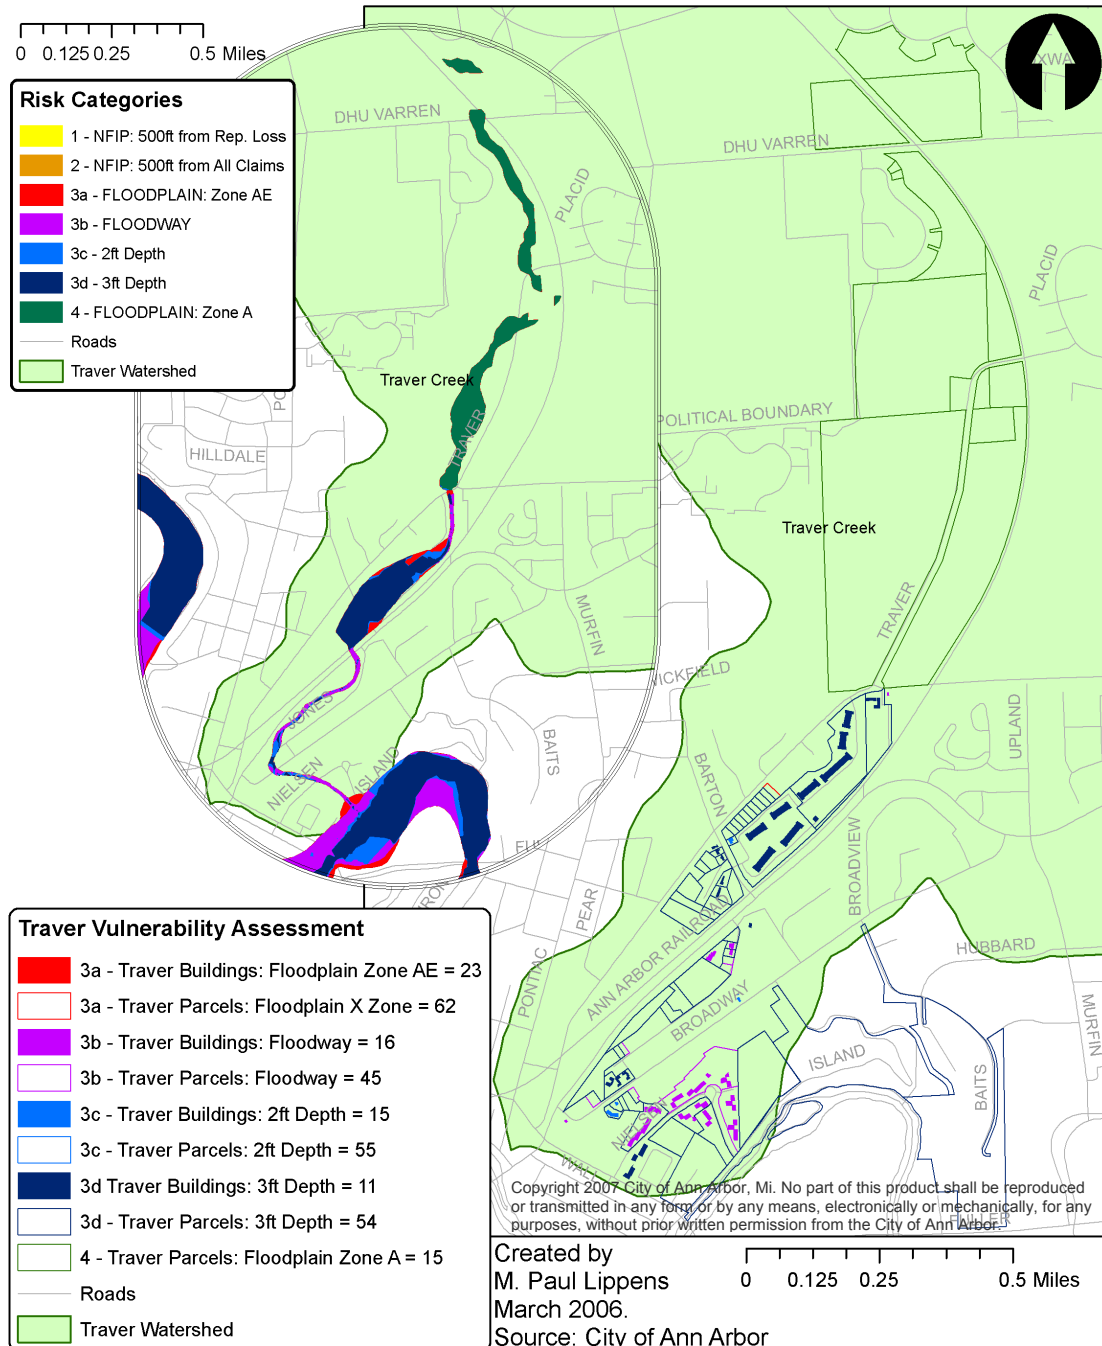 0 0.125 0.25 0.5 Miles
Risk Categories
1 - NFIP: 500ft from Rep. Loss
2 - NFIP: 500ft from All Claims
3a - FLOODPLAIN: Zone AE
3b - FLOODWAY
3c - 2ft Depth
3d - 3ft Depth
4 - FLOODPLAIN: Zone A
Roads
Traver Watershed
DHU VARREN
PLACID
Traver Creek
TRAVER
HILLDALE
MURFIN
JONES
NIELSEN
ISLAND
BAITS
DHU VARREN
PLACID
POLITICAL BOUNDARY
Traver Creek
TRAVER
UPLAND
BARTON
BROADVIEW
PEAR
PONTIAC
ANN ARBOR RAILROAD
BROADWAY
HUBBARD
MURFIN
ISLAND
BAITS
NIELSEN
FULLER
Copyright 2007 City of Ann Arbor, Mi. No part of this product shall be reproduced
or transmitted in any form or by any means, electronically or mechanically, for any
purposes, without prior written permission from the City of Ann Arbor.
Traver Vulnerability Assessment
3a - Traver Buildings: Floodplain Zone AE = 23
3a - Traver Parcels: Floodplain X Zone = 62
3b - Traver Buildings: Floodway = 16
3b - Traver Parcels: Floodway = 45
3c - Traver Buildings: 2ft Depth = 15
3c - Traver Parcels: 2ft Depth = 55
3d Traver Buildings: 3ft Depth = 11
3d - Traver Parcels: 3ft Depth = 54
4 - Traver Parcels: Floodplain Zone A = 15
Roads
Traver Watershed
Created by
M. Paul Lippens
March 2006.
Source: City of Ann Arbor
0 0.125 0.25 0.5 Miles